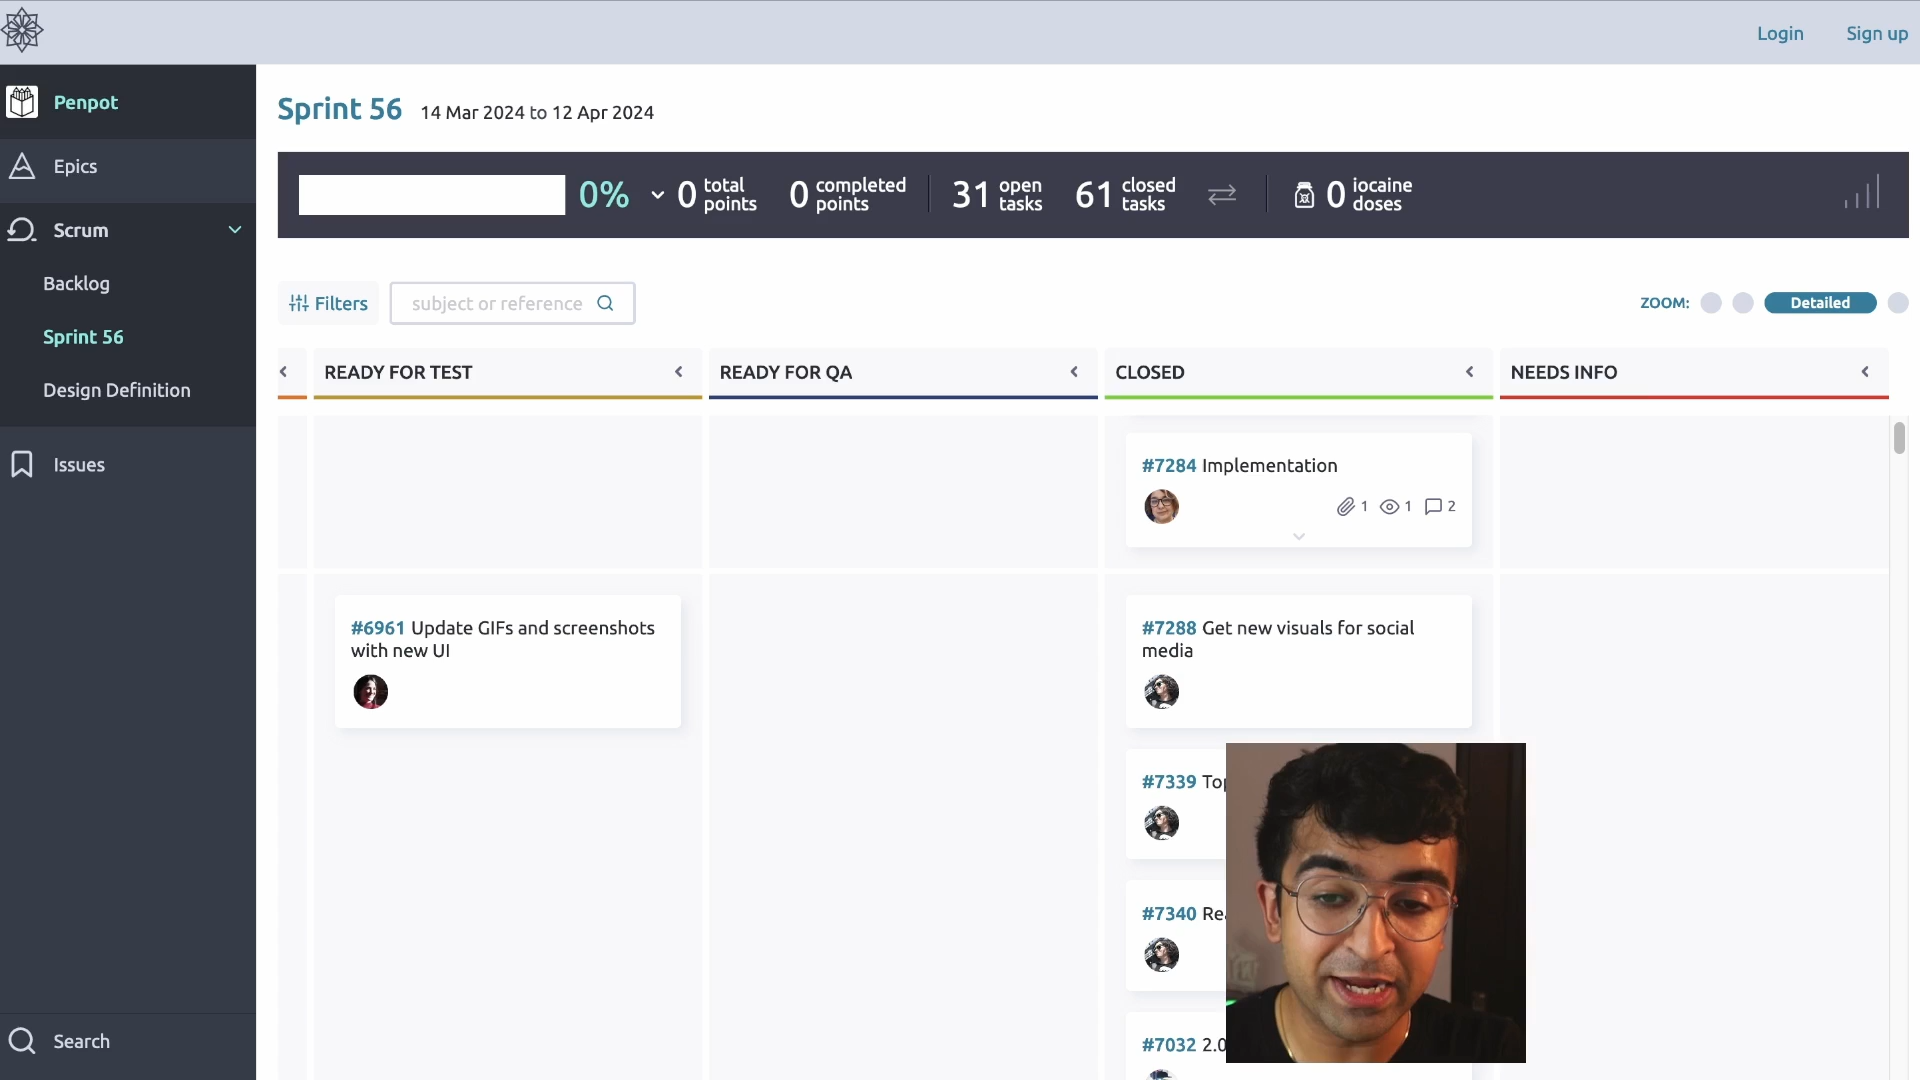 Login
Sign up
Penpot
Epics
Scrum
Backlog
Sprint 56
Design Definition
Issues
Search
Sprint 56 14 Mar 2024 to 12 Apr 2024
0% 0 total points 0 completed points 31 open tasks 61 closed tasks 0 iocaine doses
Filters
subject or reference
ZOOM: Detailed
READY FOR TEST
READY FOR QA
CLOSED
NEEDS INFO
#7284 Implementation
1 1 2
#6961 Update GIFs and screenshots
with new UI
#7288 Get new visuals for social
media
#7339
#7340
#7032 2.0